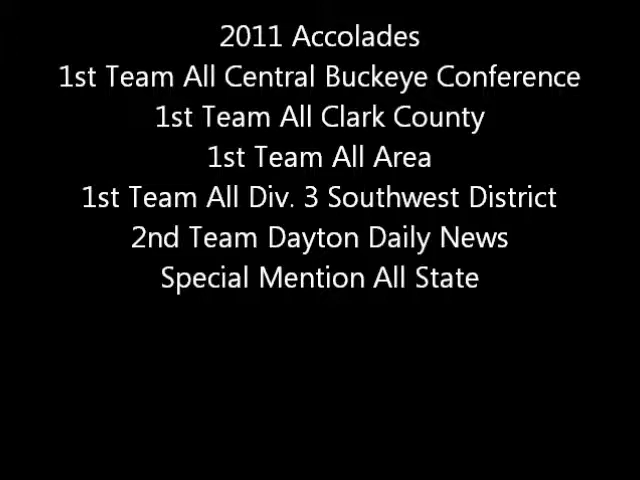 2011 Accolades
1st Team All Central Buckeye Conference
1st Team All Clark County
1st Team All Area
1st Team All Div. 3 Southwest District
2nd Team Dayton Daily News
Special Mention All State